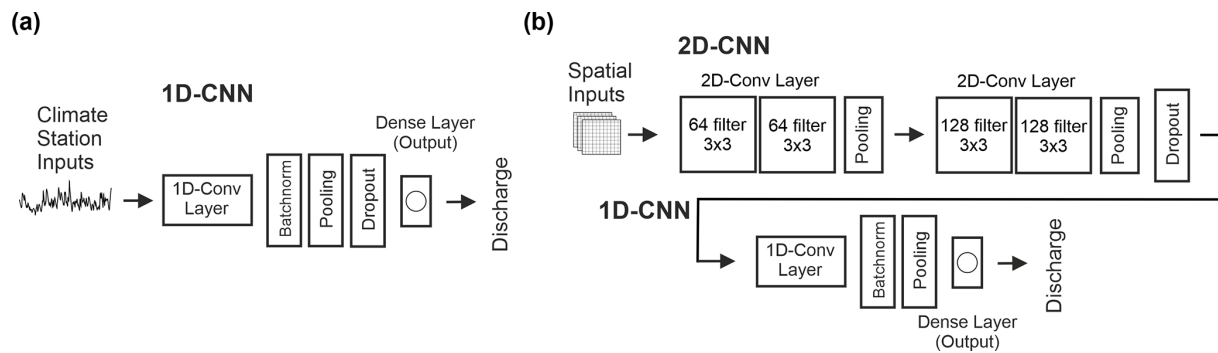 (a)
1D-CNN
Climate
Station
Inputs
1D-Conv
Layer
Batchnorm
Pooling
Dropout
Dense Layer
(Output)
Discharge
(b)
2D-CNN
Spatial
Inputs
2D-Conv Layer
64 filter
3x3
64 filter
3x3
Pooling
2D-Conv Layer
128 filter
3x3
128 filter
3x3
Pooling
Dropout
1D-CNN
1D-Conv
Layer
Batchnorm
Pooling
Dense Layer
(Output)
Discharge